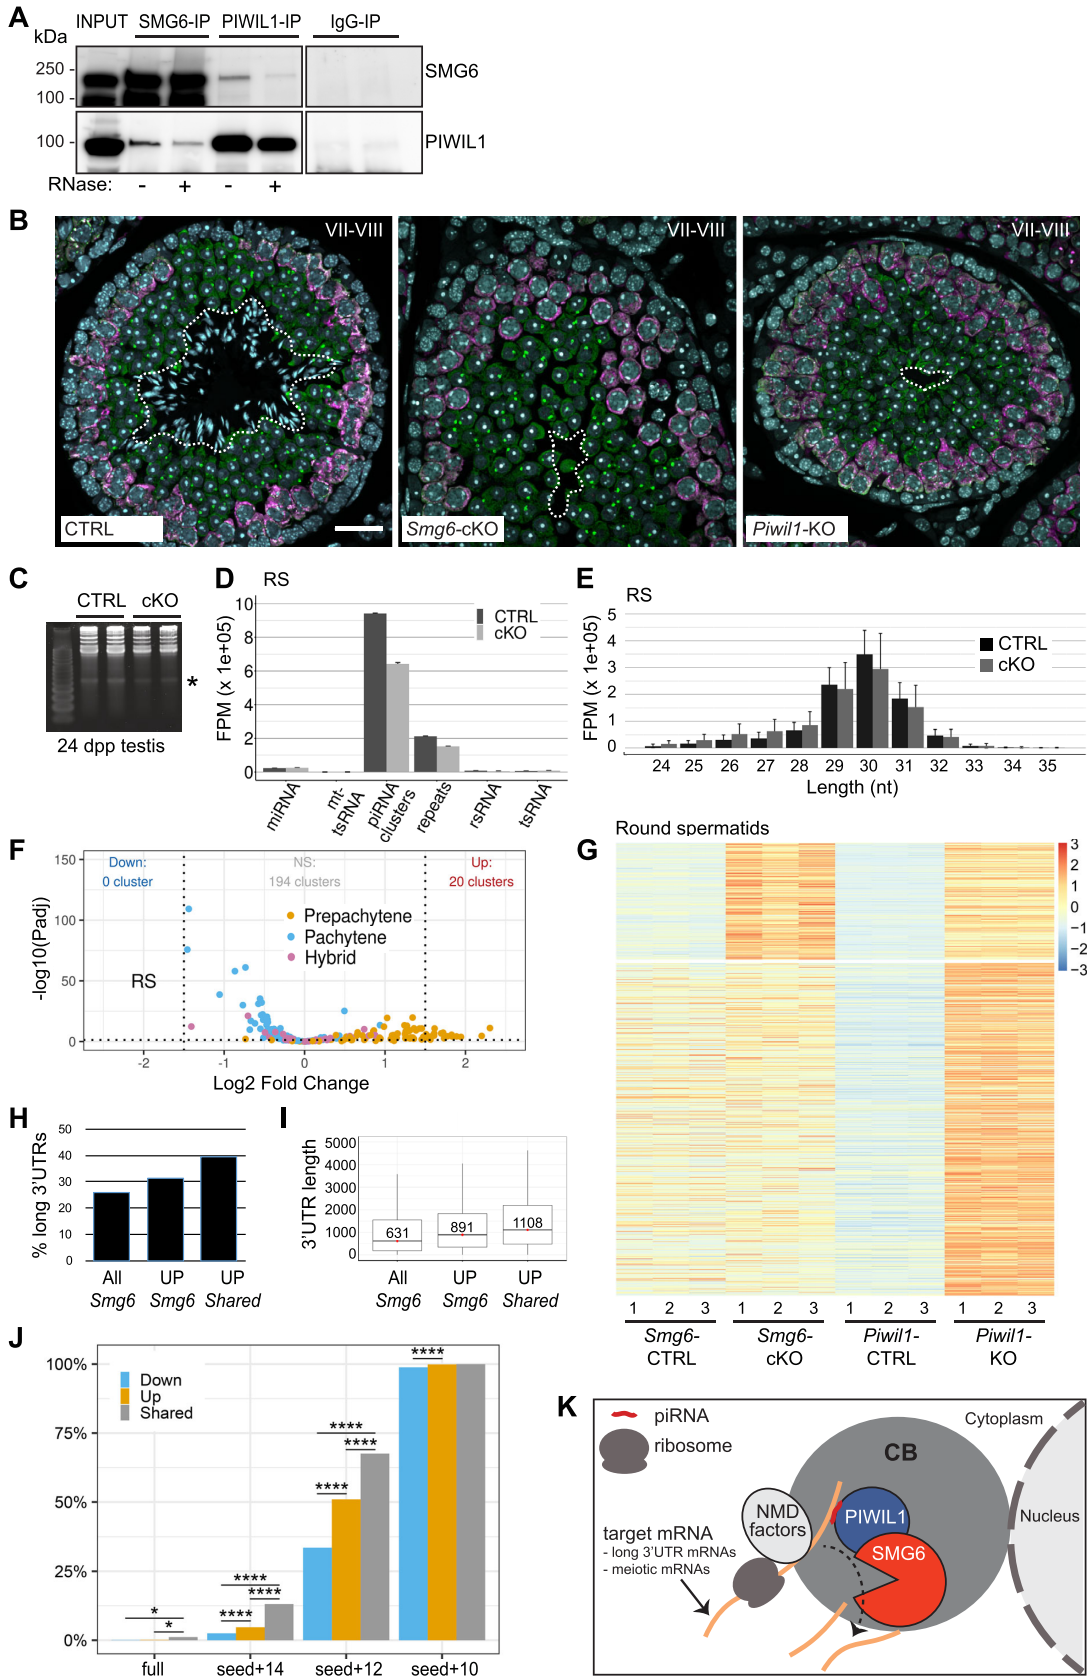 A
INPUT SMG6-IP PIWIL1-IP IgG-IP
kDa
250 -
100 -
SMG6
100 -
PIWIL1
RNase: - + - +
B
VII-VIII
CTRL
VII-VIII
Smg6-cKO
VII-VIII
Piwil1-KO
C
CTRL cKO
*
24 dpp testis
D
RS
FPM (x 1e+05)
10
8
6
4
2
0
CTRL
cKO
miRNA
mt-
tsRNA
piRNA
clusters
repeats
rsRNA
tsRNA
E
RS
FPM (x 1e+05)
5
4
3
2
1
0
CTRL
cKO
24 25 26 27 28 29 30 31 32 33 34 35
Length (nt)
F
-log10(Padj)
150
100
50
0
Down:
0 cluster
NS:
194 clusters
Up:
20 clusters
Prepachytene
Pachytene
Hybrid
RS
-2 -1 0 1 2
Log2 Fold Change
G
Round spermatids
3
2
1
0
−1
−2
−3
1 2 3 1 2 3 1 2 3 1 2 3
Smg6-
CTRL
Smg6-
cKO
Piwil1-
CTRL
Piwil1-
KO
H
% long 3'UTRs
50
40
30
20
10
0
All
Smg6
UP
Smg6
UP
Shared
I
3'UTR length
5000
4000
3000
2000
1000
0
631
891
1108
All
Smg6
UP
Smg6
UP
Shared
J
100%
75%
50%
25%
0%
Down
Up
Shared
*
*
****
****
****
****
****
****
****
full seed+14 seed+12 seed+10
K
piRNA
ribosome
Cytoplasm
CB
Nucleus
NMD
factors
PIWIL1
SMG6
target mRNA
- long 3'UTR mRNAs
- meiotic mRNAs